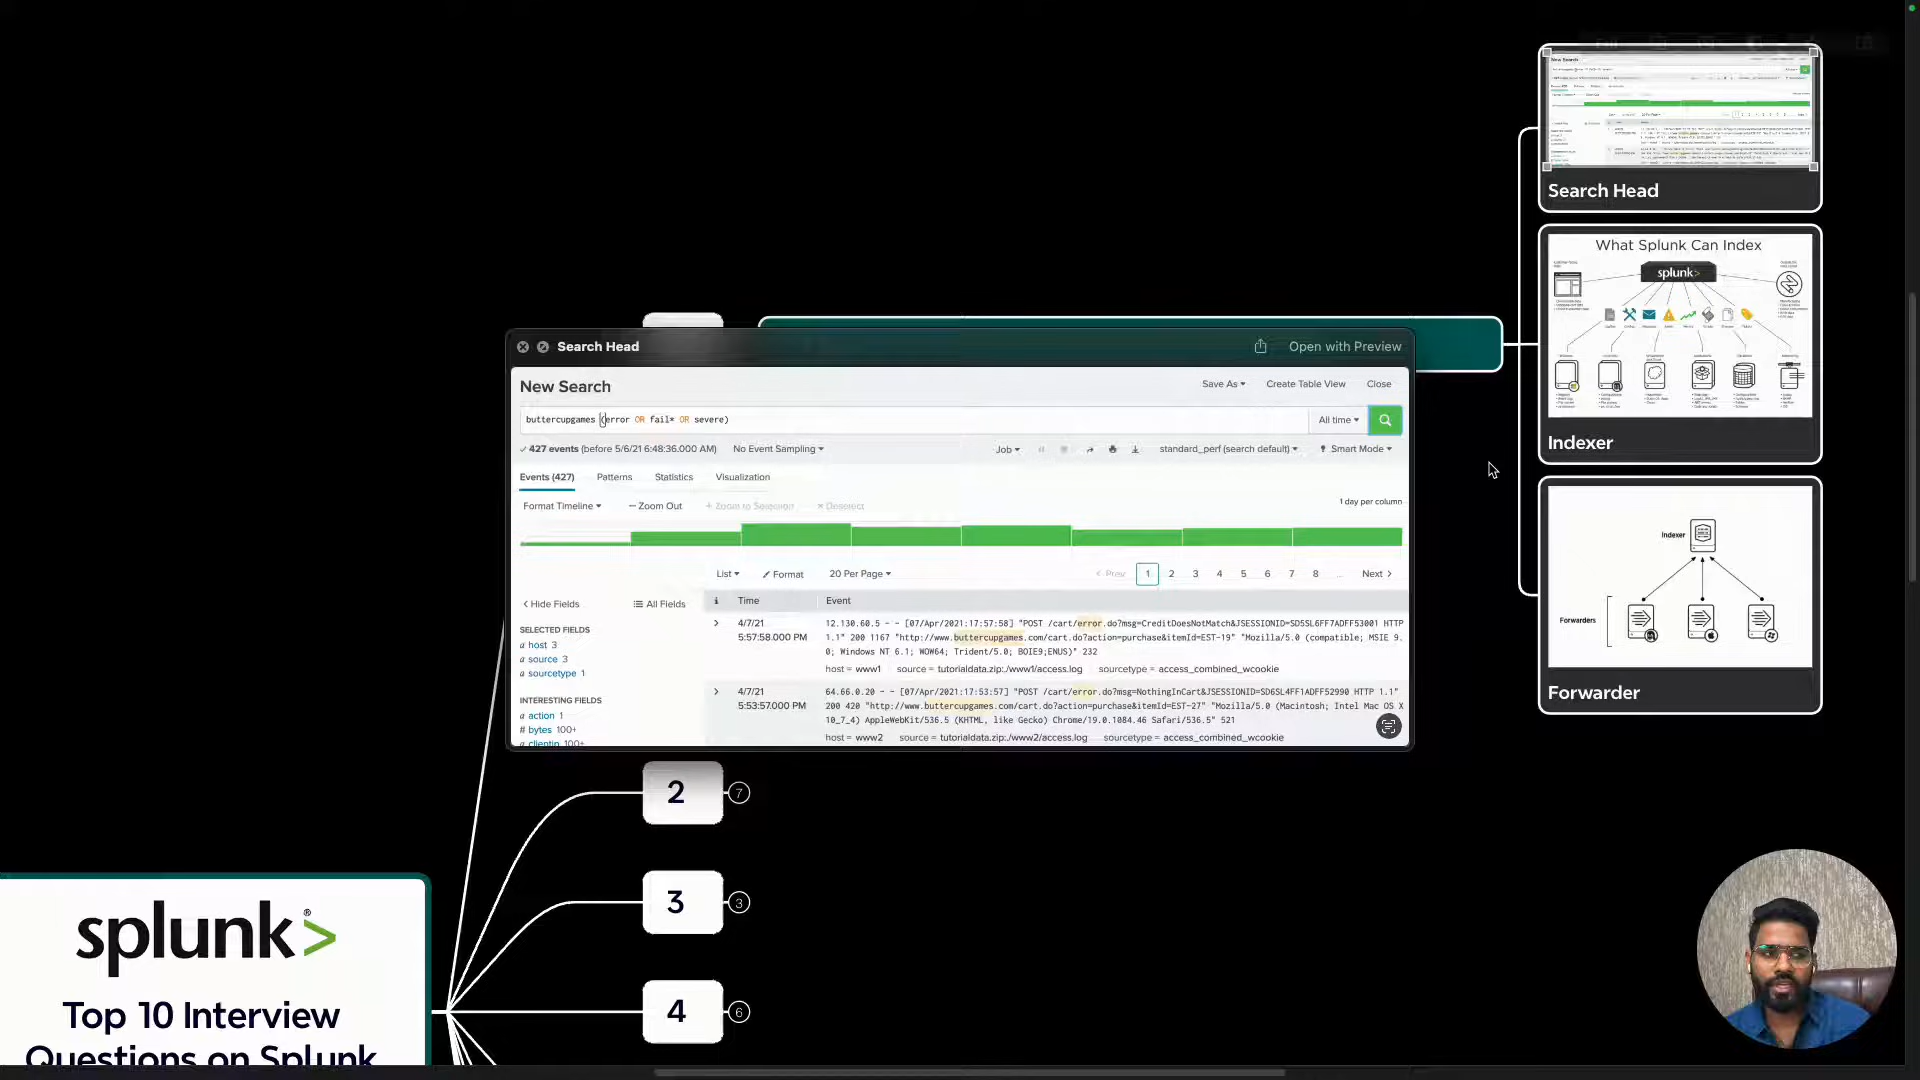 Search Head
What Splunk Can Index
splunk>
Indexer
Indexer
Forwarders
Forwarder
Search Head
Open with Preview
New Search
Save As
Create Table View
Close
buttercupgames (error OR fail* OR severe)
All time
427 events (before 5/6/21 6:48:36.000 AM)
No Event Sampling
Job
standard_perf (search default)
Smart Mode
Events (427)
Patterns
Statistics
Visualization
Format Timeline
— Zoom Out
+ Zoom to Selection
× Deselect
1 day per column
List
Format
20 Per Page
< Prev
1
2
3
4
5
6
7
8
...
Next >
< Hide Fields
All Fields
i
Time
Event
SELECTED FIELDS
a host 3
a source 3
a sourcetype 1
INTERESTING FIELDS
a action 1
# bytes 100+
a clientip 100+
4/7/21
5:57:58.000 PM
12.130.60.5 - - [07/Apr/2021:17:57:58] "POST /cart/error.do?msg=CreditDoesNotMatch&JSESSIONID=SD5SL6FF7ADFF53001 HTTP
1.1" 200 1167 "http://www.buttercupgames.com/cart.do?action=purchase&itemId=EST-19" "Mozilla/5.0 (compatible; MSIE 9.
0; Windows NT 6.1; WOW64; Trident/5.0; BOIE9;ENUS)" 232
host = www1 source = tutorialdata.zip:./www1/access.log sourcetype = access_combined_wcookie
4/7/21
5:53:57.000 PM
64.66.0.20 - - [07/Apr/2021:17:53:57] "POST /cart/error.do?msg=NothingInCart&JSESSIONID=SD6SL4FF1ADFF52990 HTTP 1.1"
200 420 "http://www.buttercupgames.com/cart.do?action=purchase&itemId=EST-27" "Mozilla/5.0 (Macintosh; Intel Mac OS X
10_7_4) AppleWebKit/536.5 (KHTML, like Gecko) Chrome/19.0.1084.46 Safari/536.5" 521
host = www2 source = tutorialdata.zip:./www2/access.log sourcetype = access_combined_wcookie
2
7
3
3
4
6
splunk>®
Top 10 Interview
Questions on Splunk